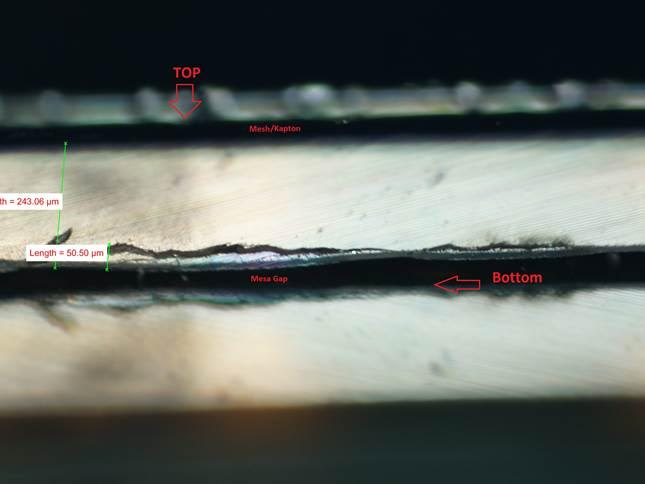 TOP
Mesh/Kapton
th = 243.06 µm
Length = 50.50 µm
Mesa Gap
Bottom